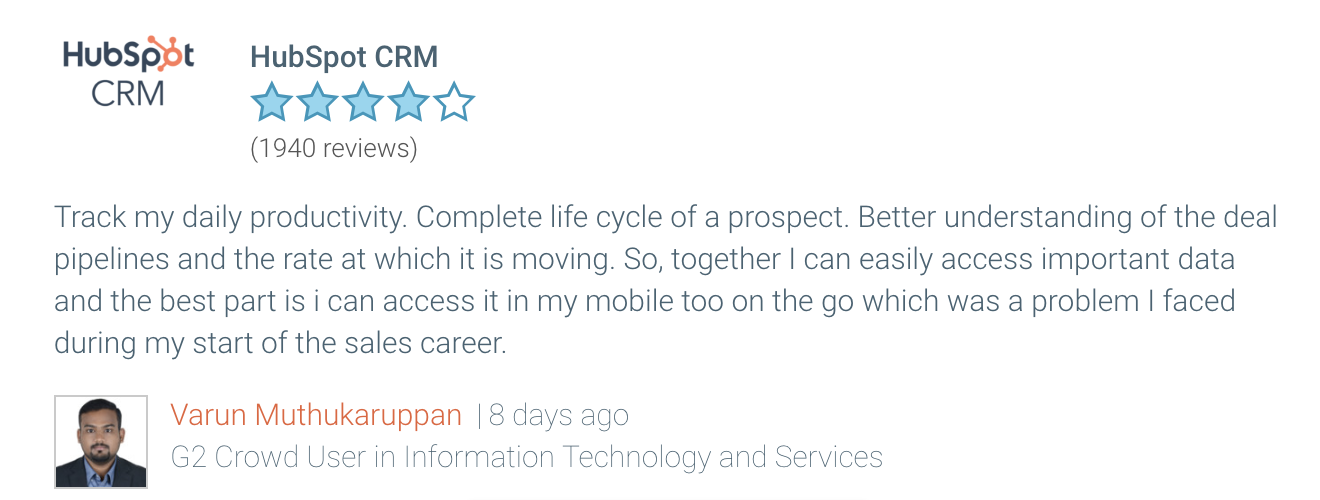 HubSpot
CRM
HubSpot CRM
(1940 reviews)
Track my daily productivity. Complete life cycle of a prospect. Better understanding of the deal
pipelines and the rate at which it is moving. So, together I can easily access important data
and the best part is i can access it in my mobile too on the go which was a problem I faced
during my start of the sales career.
Varun Muthukaruppan | 8 days ago
G2 Crowd User in Information Technology and Services